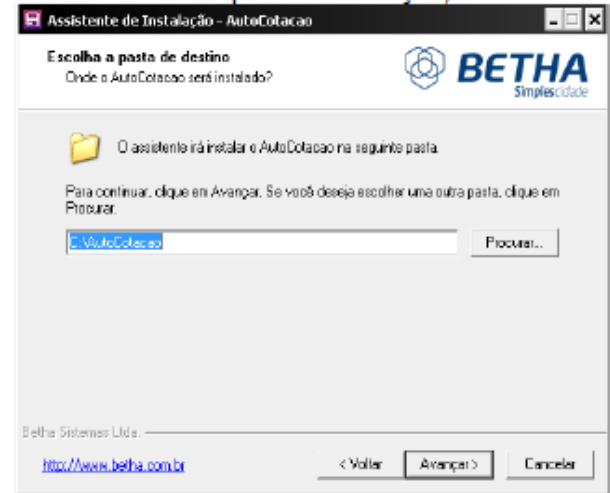 Assistente de Instalação - AutoCotacao
Escolha a pasta de destino
Onde o AutoCotacao será instalado?
BETHA
Simplescidade
O assistente irá instalar o AutoCotacao na seguinte pasta.
Para continuar, clique em Avançar. Se você deseja escolher uma outra pasta, clique em
Procurar.
C:\AutoCotacao
Procurar...
Betha Sistemas Ltda.
http://www.betha.com.br
< Voltar
Avançar >
Cancelar